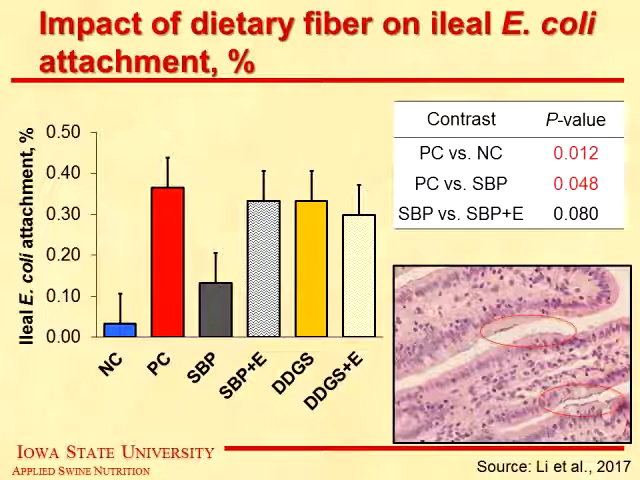 Impact of dietary fiber on ileal E. coli
attachment, %
Ileal E. coli attachment, %
0.50
0.40
0.30
0.20
0.10
0.00
NC
PC
SBP
SBP+E
DDGS
DDGS+E
Contrast P-value
PC vs. NC 0.012
PC vs. SBP 0.048
SBP vs. SBP+E 0.080
IOWA STATE UNIVERSITY
APPLIED SWINE NUTRITION
Source: Li et al., 2017